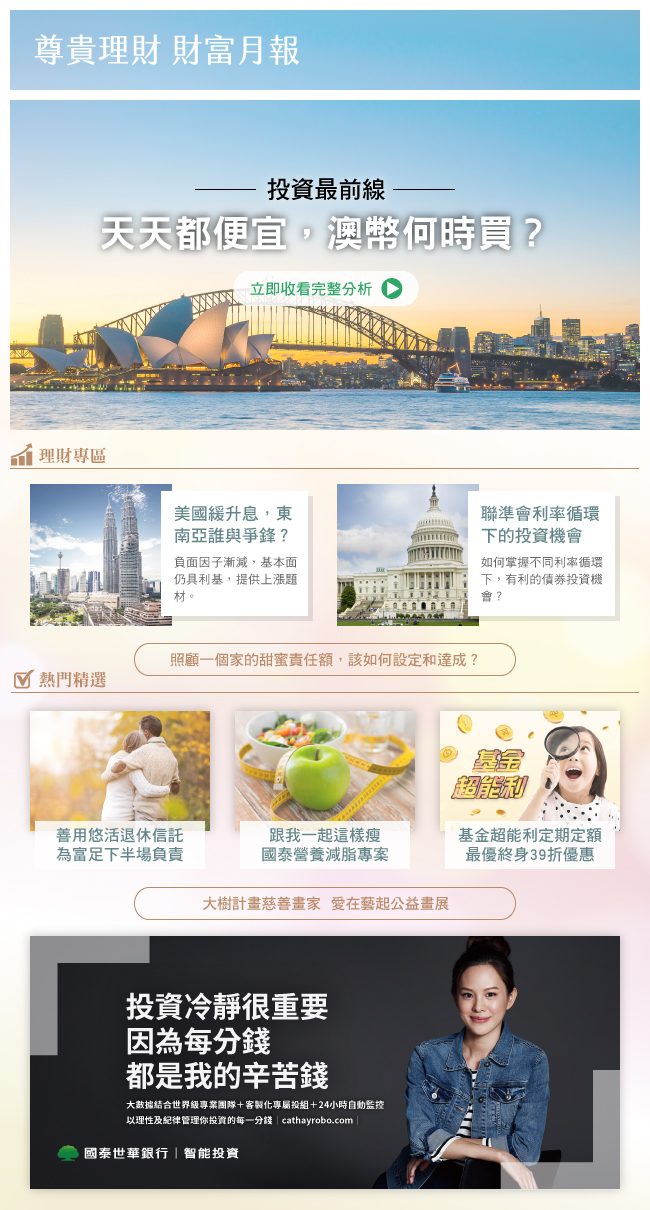 尊貴理財 財富月報
投資最前線
天天都便宜，澳幣何時買？
立即收看完整分析
理財專區
美國緩升息，東
南亞誰與爭鋒？
負面因子漸減，基本面
仍具利基，提供上漲題
材。
聯準會利率循環
下的投資機會
如何掌握不同利率循環
下，有利的債券投資機
會？
照顧一個家的甜蜜責任額，該如何設定和達成？
熱門精選
基金
超能利
善用悠活退休信託
為富足下半場負責
跟我一起這樣瘦
國泰營養減脂專案
基金超能利定期定額
最優終身39折優惠
大樹計畫慈善畫家 愛在藝起公益畫展
投資冷靜很重要
因為每分錢
都是我的辛苦錢
大數據結合世界級專業團隊＋客製化專屬投組＋24小時自動監控
以理性及紀律管理你投資的每一分錢｜cathayrobo.com｜
國泰世華銀行｜智能投資